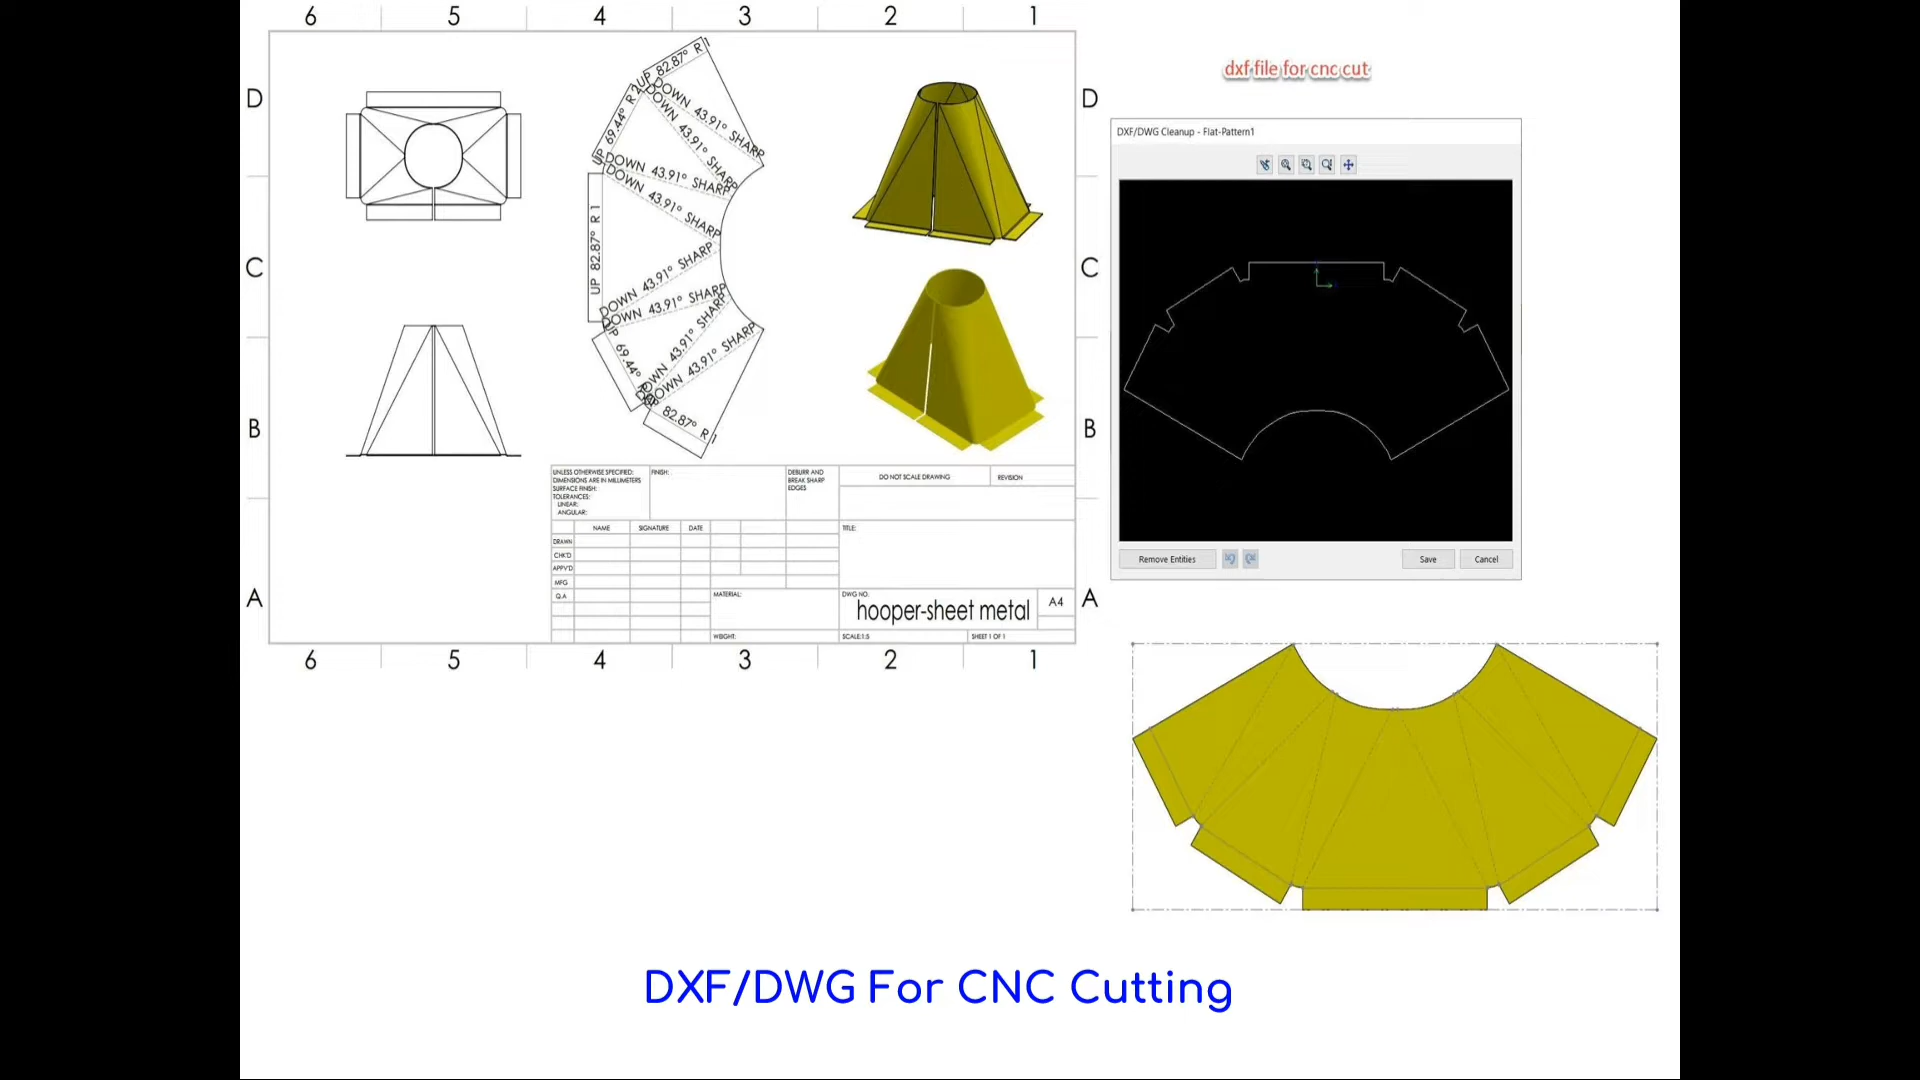 6 5 4 3 2 1
D D
C C
B B
A A
UP 82.87° R 1
DOWN 43.91° SHARP
DOWN 43.91° SHARP
UP 69.44° R 2
DOWN 43.91° SHARP
DOWN 43.91° SHARP
UP 82.87° R 1
DOWN 43.91° SHARP
DOWN 43.91° SHARP
UP 69.44°
DOWN 43.91° SHARP
DOWN 43.91° SHARP
82.87° R 1
UNLESS OTHERWISE SPECIFIED:
DIMENSIONS ARE IN MILLIMETERS
SURFACE FINISH:
TOLERANCES:
LINEAR:
ANGULAR:
FINISH:
DEBURR AND
BREAK SHARP
EDGES
DO NOT SCALE DRAWING
REVISION
NAME SIGNATURE DATE
TITLE:
DRAWN
CHK'D
APPV'D
MFG
Q.A
MATERIAL:
DWG NO.
hooper-sheet metal
A4
WEIGHT:
SCALE:1:5
SHEET 1 OF 1
6 5 4 3 2 1
dxf file for cnc cut
DXF/DWG Cleanup - Flat-Pattern1
Remove Entities
Save
Cancel
DXF/DWG For CNC Cutting